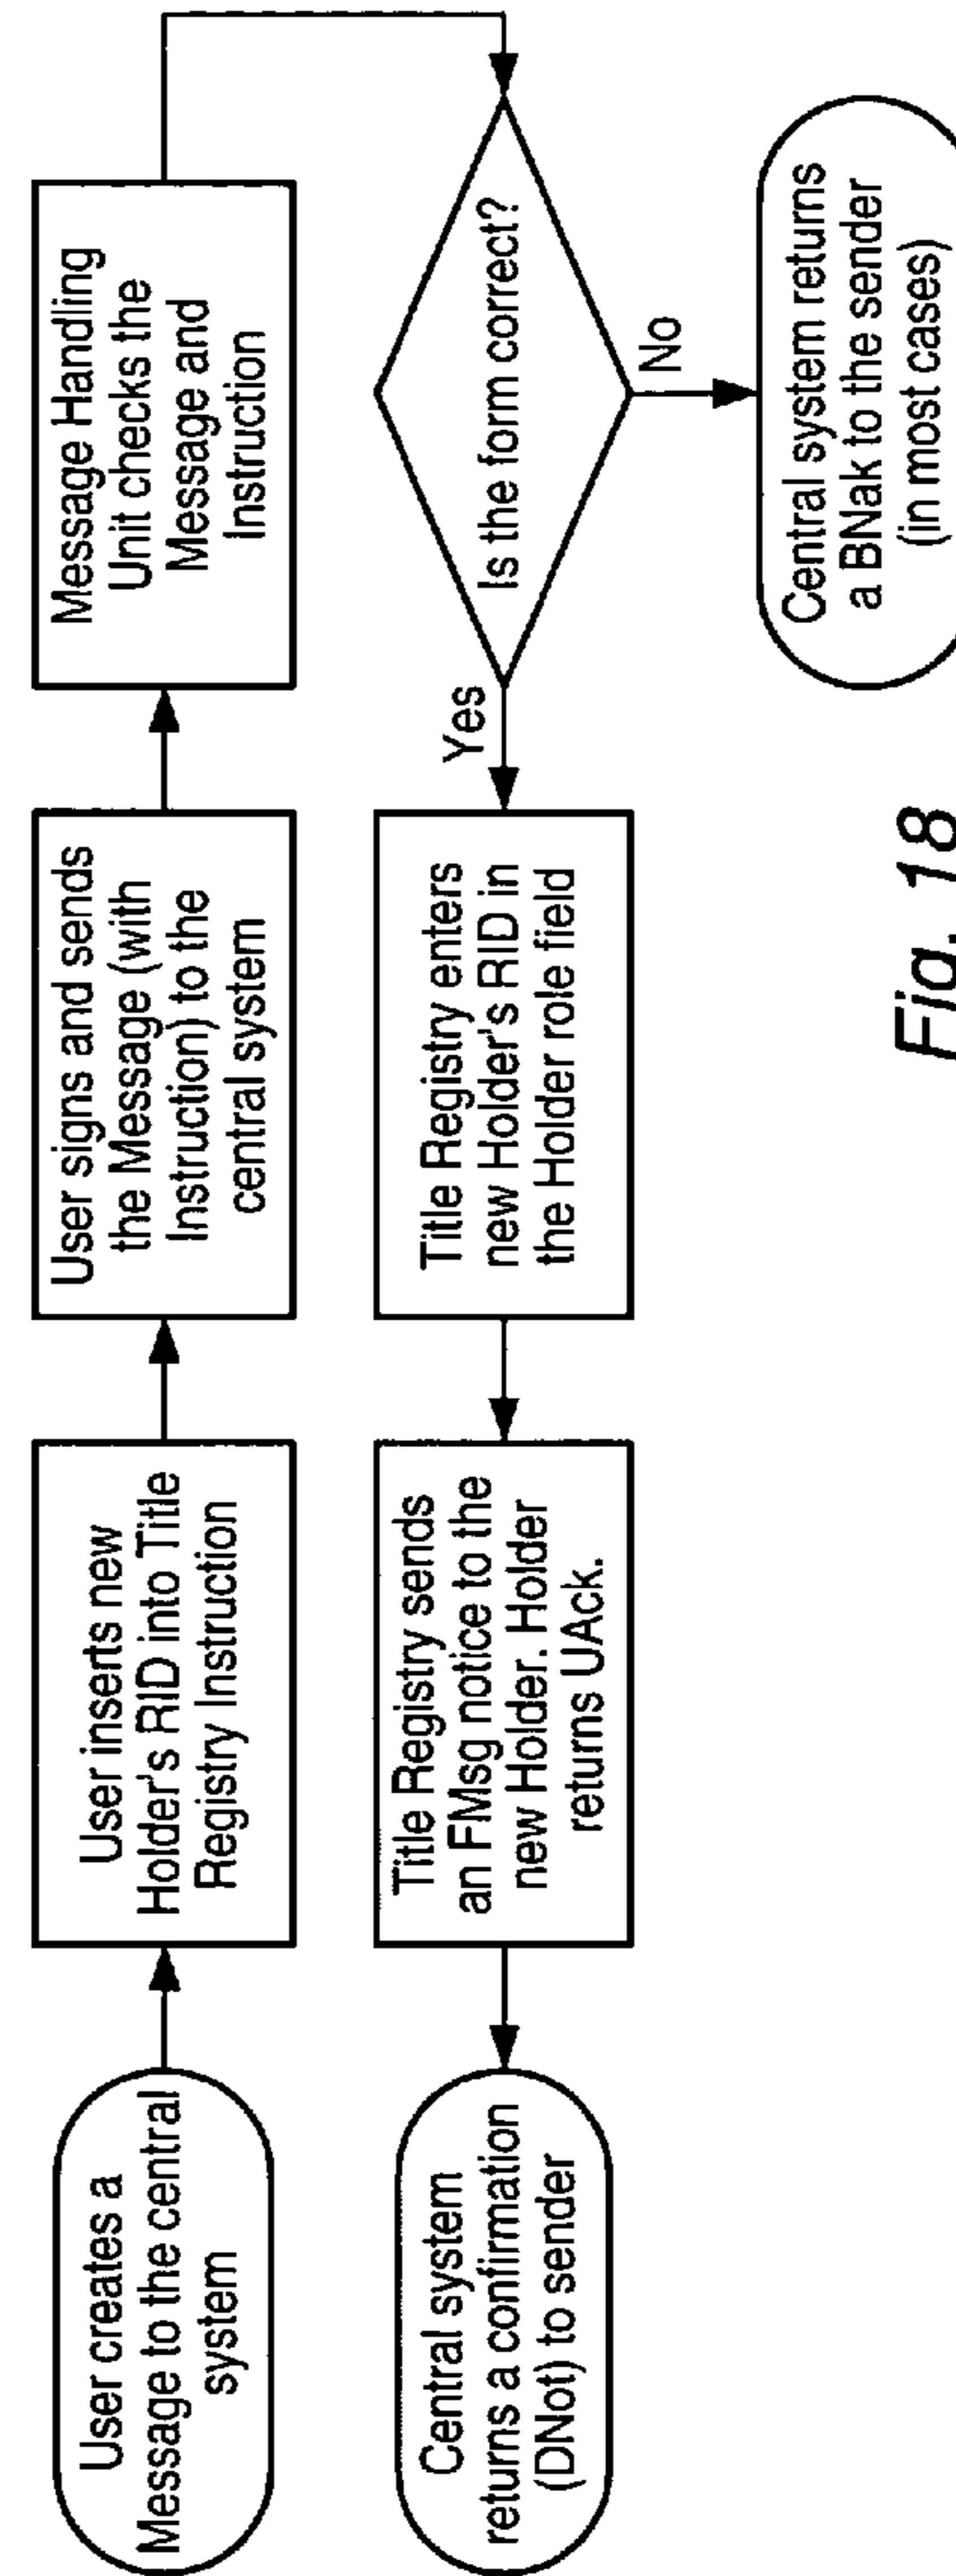 User creates a
Message to the central
system
User inserts new
Holder's RID into Title
Registry Instruction
User signs and sends
the Message (with
Instruction) to the
central system
Message Handling
Unit checks the
Message and
Instruction
Is the form correct?
Yes
No
Title Registry enters
new Holder's RID in
the Holder role field
Title Registry sends
an FMsg notice to the
new Holder. Holder
returns UAck.
Central system
returns a confirmation
(DNot) to sender
Central system returns
a BNak to the sender
(in most cases)
Fig. 18